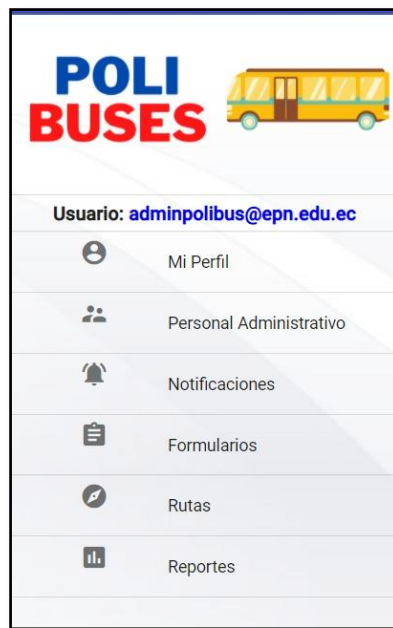 POLI
BUSES
Usuario: adminpolibus@epn.edu.ec
Mi Perfil
Personal Administrativo
Notificaciones
Formularios
Rutas
Reportes